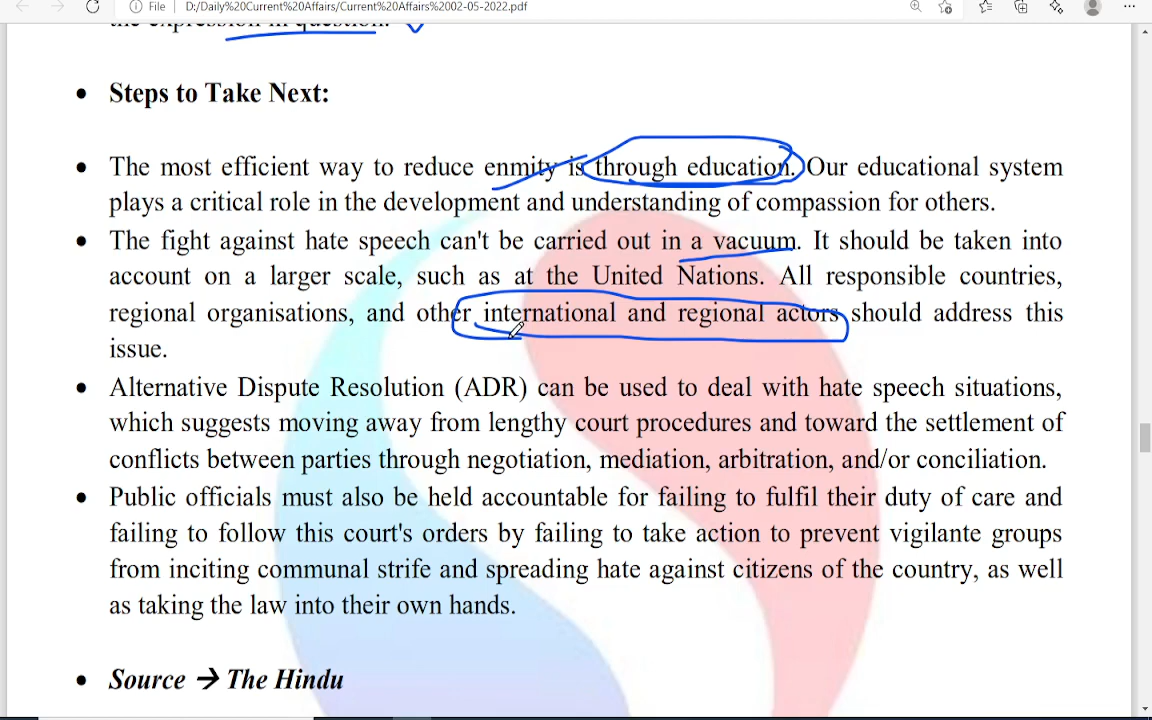 File
D:/Daily%20Current%20Affairs/Current%20Affairs%2002-05-2022.pdf
the expression in question.
• Steps to Take Next:
• The most efficient way to reduce enmity is through education. Our educational system
plays a critical role in the development and understanding of compassion for others.
• The fight against hate speech can't be carried out in a vacuum. It should be taken into
account on a larger scale, such as at the United Nations. All responsible countries,
regional organisations, and other international and regional actors should address this
issue.
• Alternative Dispute Resolution (ADR) can be used to deal with hate speech situations,
which suggests moving away from lengthy court procedures and toward the settlement of
conflicts between parties through negotiation, mediation, arbitration, and/or conciliation.
• Public officials must also be held accountable for failing to fulfil their duty of care and
failing to follow this court's orders by failing to take action to prevent vigilante groups
from inciting communal strife and spreading hate against citizens of the country, as well
as taking the law into their own hands.
• Source → The Hindu